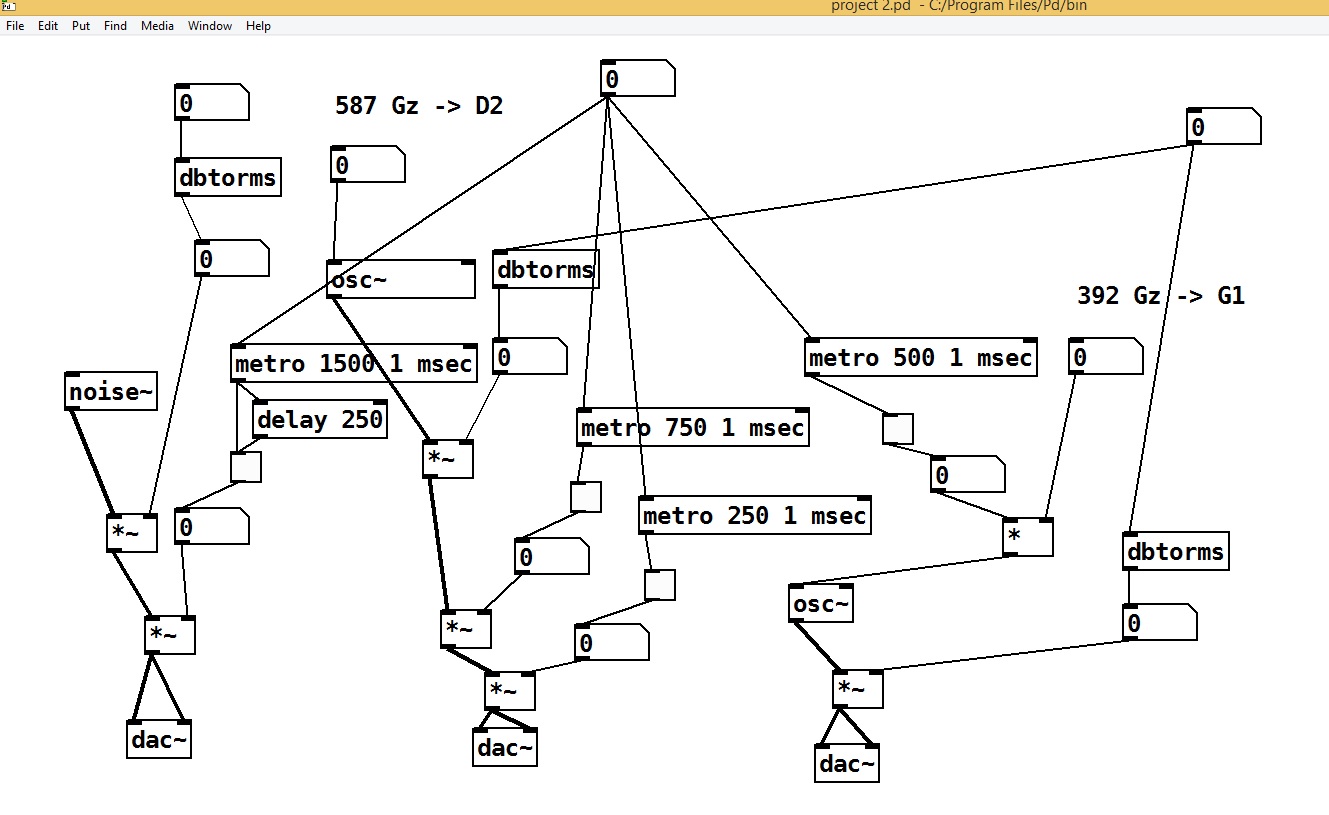 project 2.pd - C:/Program Files/Pd/bin
File Edit Put Find Media Window Help
0
0
587 Gz -> D2
0
0
dbtorms
0
dbtorms
osc~
392 Gz -> G1
metro 1500 1 msec
0
metro 500 1 msec
0
noise~
delay 250
metro 750 1 msec
*~
0
metro 250 1 msec
*~
0
*
0
dbtorms
osc~
0
*~
*~
0
*~
*~
dac~
dac~
dac~